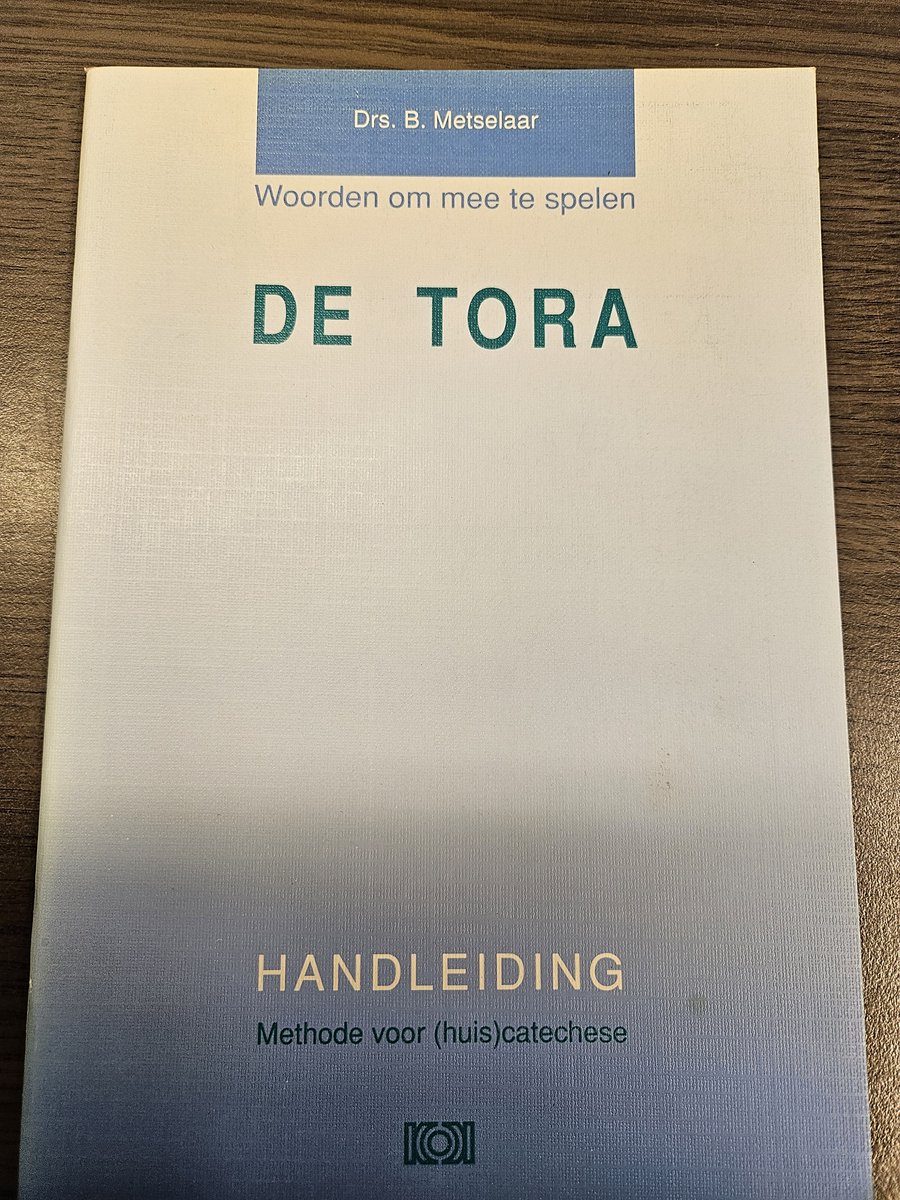 Drs. B. Metselaar
Woorden om mee te spelen
DE TORA
HANDLEIDING
Methode voor (huis)catechese